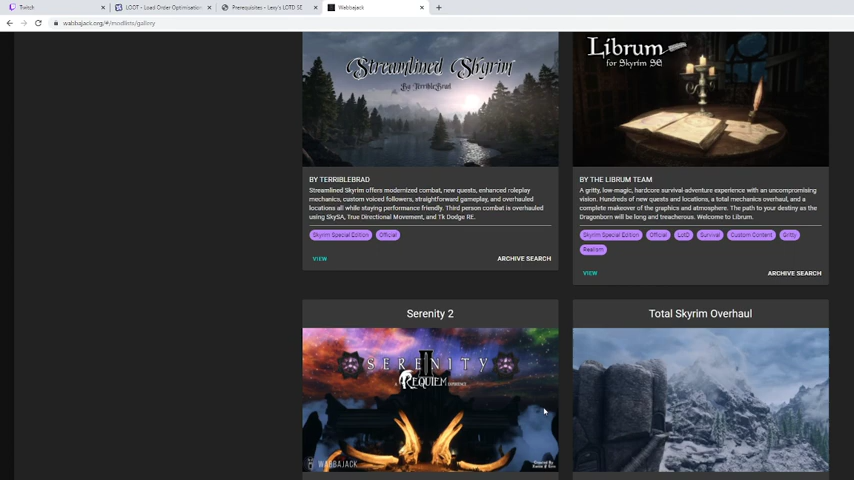 Twitch
LOOT - Load Order Optimisation
Prerequisites - Lexy's LOTD SE
Wabbajack
wabbajack.org/#/modlists/gallery
Streamlined Skyrim
By TerribleBrad
Librum
for Skyrim SE
BY TERRIBLEBRAD
Streamlined Skyrim offers modernized combat, new quests, enhanced roleplay
mechanics, custom voiced followers, straightforward gameplay, and overhauled
locations all while staying performance friendly. Third person combat is overhauled
using SkySA, True Directional Movement, and Tk Dodge RE.
Skyrim Special Edition
Official
VIEW
ARCHIVE SEARCH
BY THE LIBRUM TEAM
A gritty, low-magic, hardcore survival-adventure experience with an uncompromising
vision. Hundreds of new quests and locations, a total mechanics overhaul, and a
complete makeover of the graphics and atmosphere. The path to your destiny as the
Dragonborn will be long and treacherous. Welcome to Librum.
Skyrim Special Edition
Official
LotD
Survival
Custom Content
Gritty
Realism
VIEW
ARCHIVE SEARCH
Serenity 2
SERENITY
II
REQUIEM
WABBAJACK
Total Skyrim Overhaul